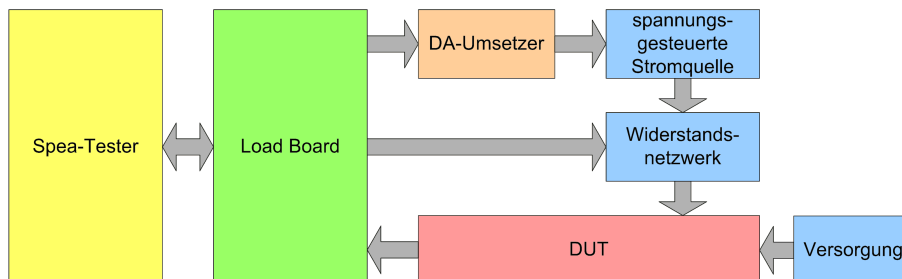 Spea-Tester
Load Board
DA-Umsetzer
spannungs-
gesteuerte
Stromquelle
Widerstands-
netzwerk
DUT
Versorgung